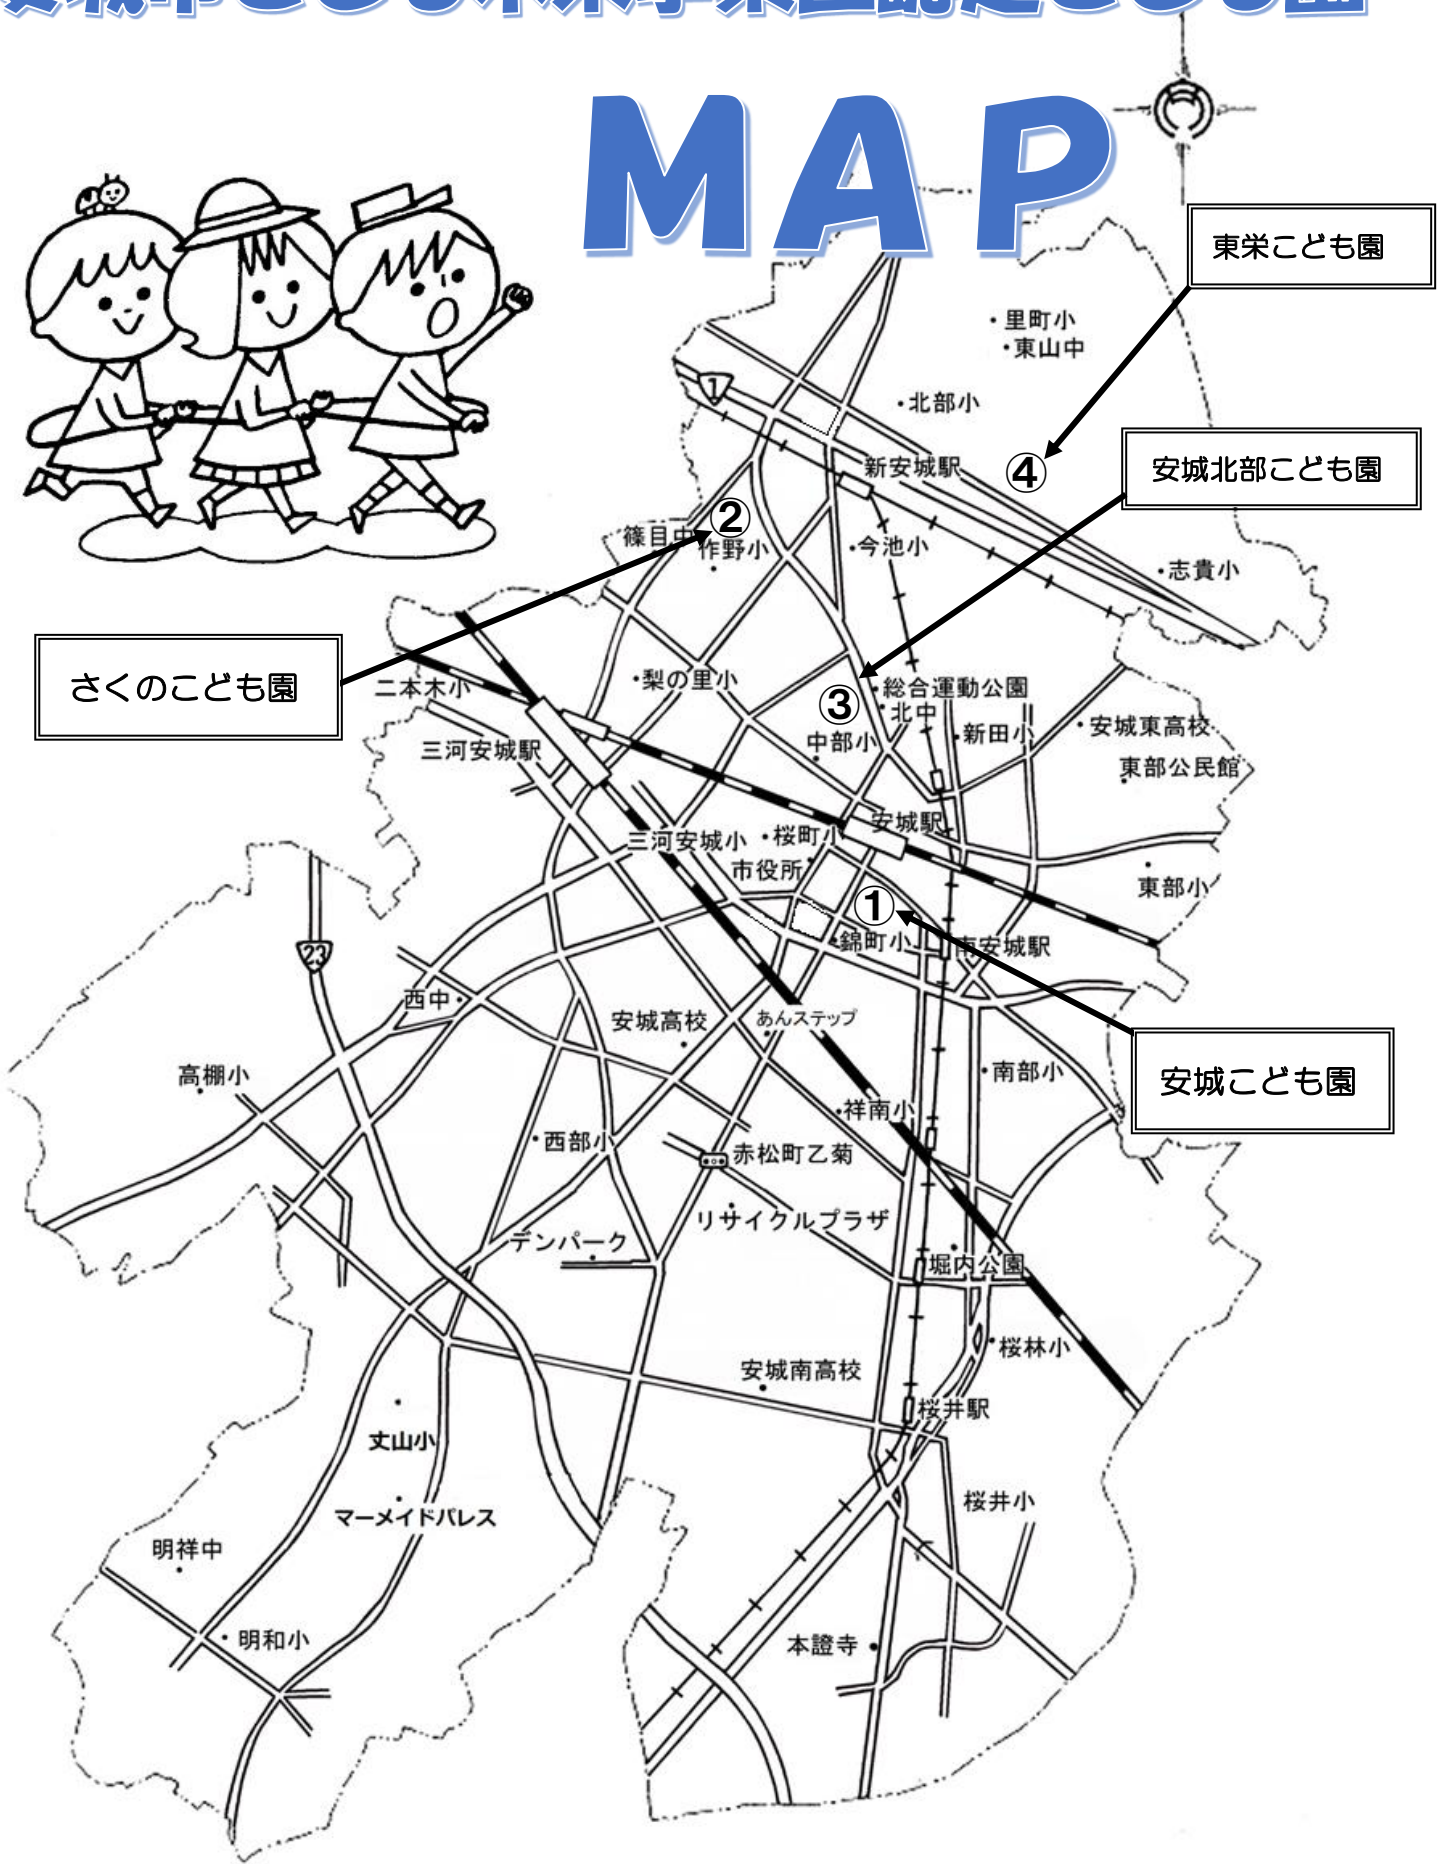 MAP
東栄こども園
・里町小
・東山中
1
・北部小
安城北部こども園
新安城駅
④
②
篠目中
作野小
・今池小
・志貴小
さくのこども園
二本木小
・梨の里小
・総合運動公園
③
・北中
・新田小
・安城東高校
中部小
三河安城駅
東部公民館
安城駅
三河安城小
・桜町小
市役所
東部小
①
・錦町小
南安城駅
23
西中・
安城高校
あんステップ
安城こども園
高棚小
・南部小
・祥南小
・西部小
赤松町乙菊
リサイクルプラザ
デンパーク
堀内公園
・桜林小
安城南高校
桜井駅
丈山小
桜井小
マーメイドパレス
明祥中
・明和小
本證寺